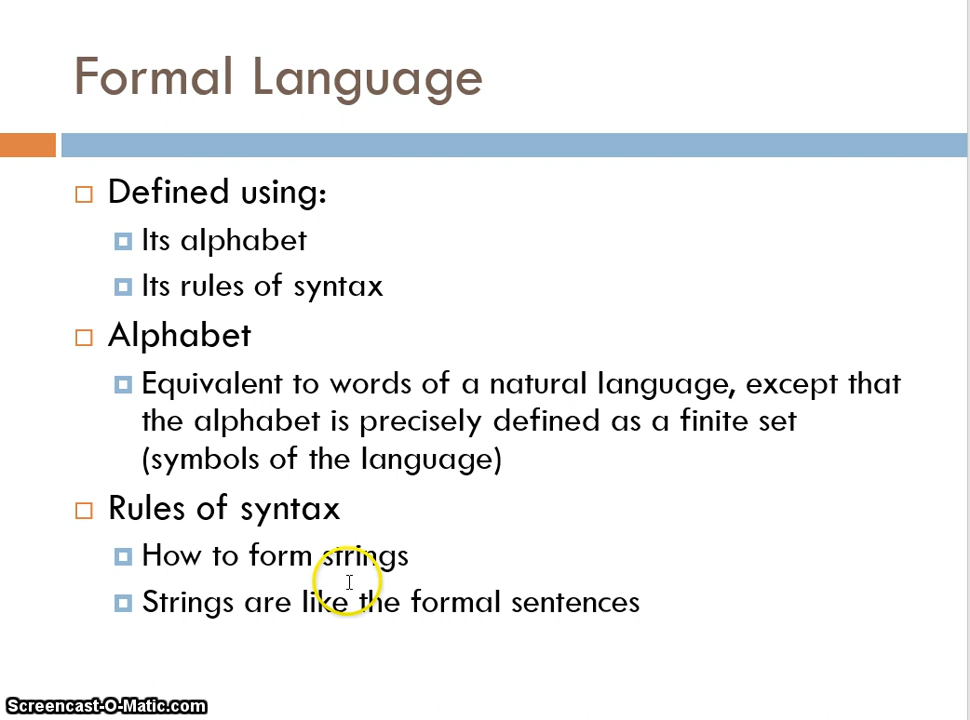 Formal Language
Defined using:
Its alphabet
Its rules of syntax
Alphabet
Equivalent to words of a natural language, except that
the alphabet is precisely defined as a finite set
(symbols of the language)
Rules of syntax
How to form strings
Strings are like the formal sentences
Screencast-O-Matic.com